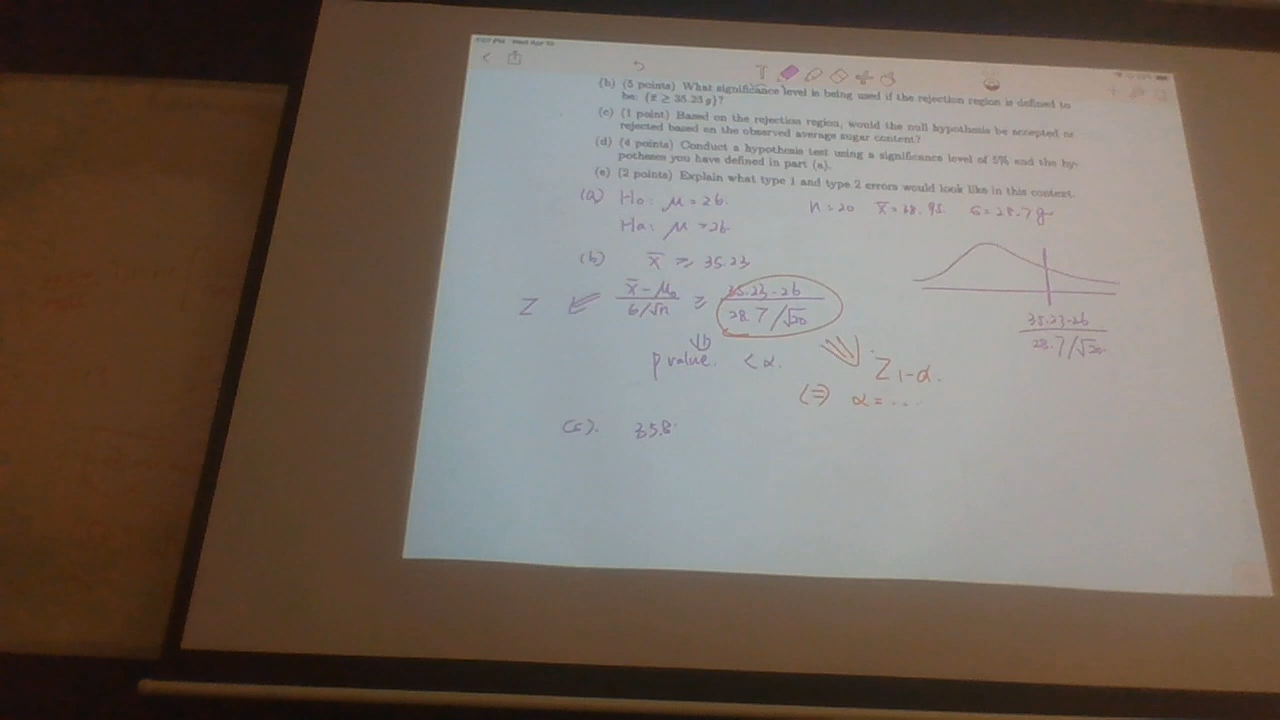 (b) (5 points) What significance level is being used if the rejection region is defined to
be: {x̄ ≥ 35.23 g}?
(c) (1 point) Based on the rejection region, would the null hypothesis be accepted or
rejected based on the observed average sugar content?
(d) (4 points) Conduct a hypothesis test using a significance level of 5% and the hy-
potheses you have defined in part (a).
(e) (2 points) Explain what type 1 and type 2 errors would look like in this context.
(a) H₀: μ = 26. n = 20 σ = 28.7 g
Ha: μ > 26
(b) x̄ ≥ 35.23
Z ⇐ (x̄ - μ₀)/(σ/√n) ≥ (35.23-26)/(28.7/√20)
(35.23-26)/(28.7/√20)
p value. < α. Z 1-α.
(⇒) α = ....
(c). 35.8